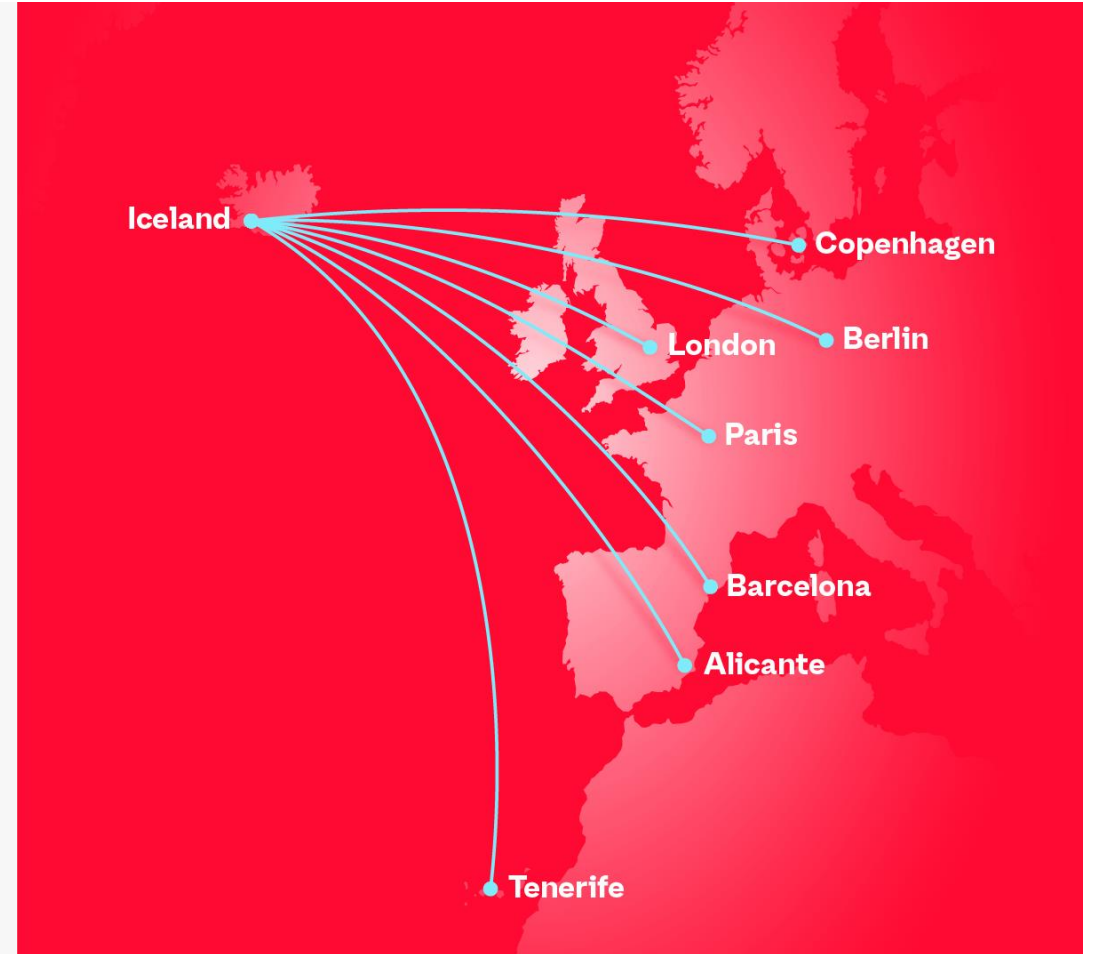 Iceland
Copenhagen
Berlin
London
Paris
Barcelona
Alicante
Tenerife